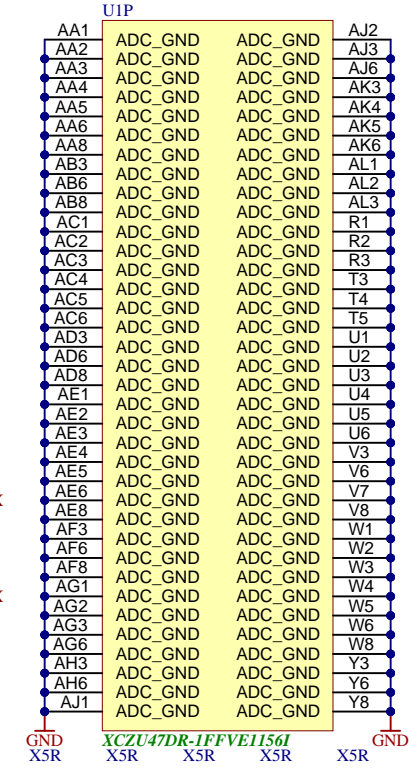 U1P
AA1 ADC_GND ADC_GND AJ2
AA2 ADC_GND ADC_GND AJ3
AA3 ADC_GND ADC_GND AJ6
AA4 ADC_GND ADC_GND AK3
AA5 ADC_GND ADC_GND AK4
AA6 ADC_GND ADC_GND AK5
AA8 ADC_GND ADC_GND AK6
AB3 ADC_GND ADC_GND AL1
AB6 ADC_GND ADC_GND AL2
AB8 ADC_GND ADC_GND AL3
AC1 ADC_GND ADC_GND R1
AC2 ADC_GND ADC_GND R2
AC3 ADC_GND ADC_GND R3
AC4 ADC_GND ADC_GND T3
AC5 ADC_GND ADC_GND T4
AC6 ADC_GND ADC_GND T5
AD3 ADC_GND ADC_GND U1
AD6 ADC_GND ADC_GND U2
AD8 ADC_GND ADC_GND U3
AE1 ADC_GND ADC_GND U4
AE2 ADC_GND ADC_GND U5
AE3 ADC_GND ADC_GND U6
AE4 ADC_GND ADC_GND V3
AE5 ADC_GND ADC_GND V6
AE6 ADC_GND ADC_GND V7
AE8 ADC_GND ADC_GND V8
AF3 ADC_GND ADC_GND W1
AF6 ADC_GND ADC_GND W2
AF8 ADC_GND ADC_GND W3
AG1 ADC_GND ADC_GND W4
AG2 ADC_GND ADC_GND W5
AG3 ADC_GND ADC_GND W6
AG6 ADC_GND ADC_GND W8
AH3 ADC_GND ADC_GND Y3
AH6 ADC_GND ADC_GND Y6
AJ1 ADC_GND ADC_GND Y8
GND XCZU47DR-1FFVE1156I GND
X5R X5R X5R X5R X5R